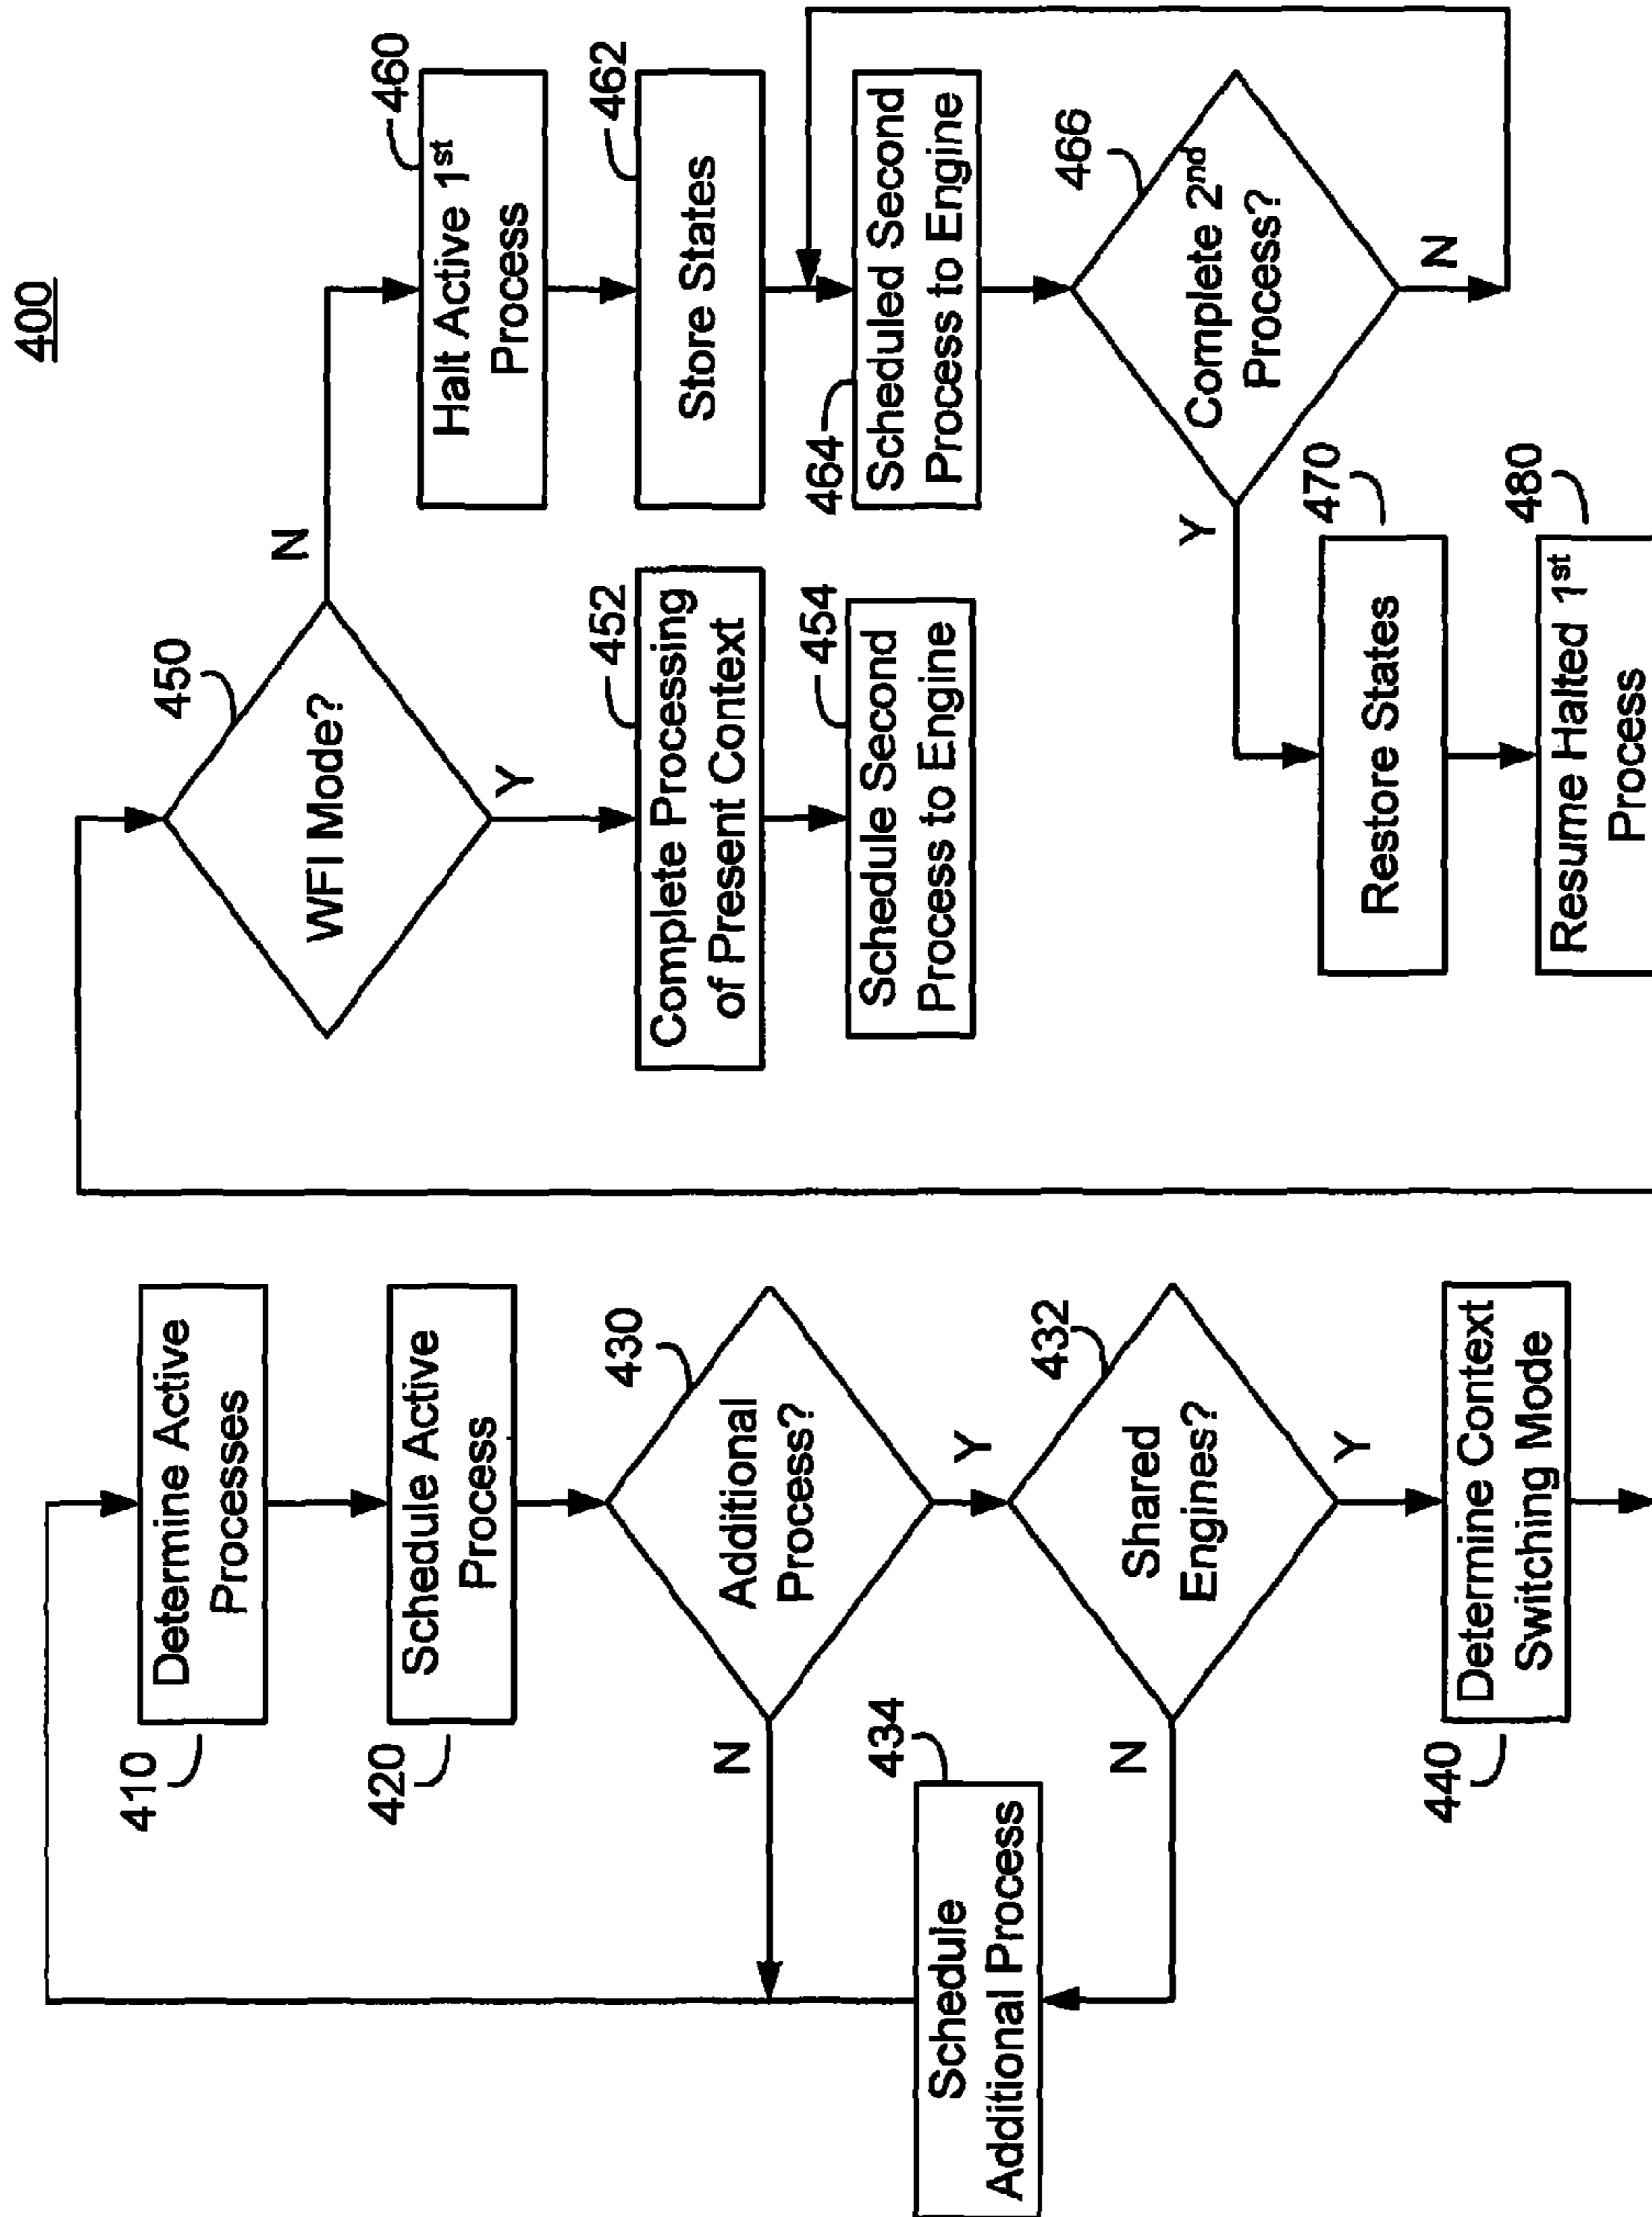 400
410
Determine Active
Processes
420
Schedule Active
Process
430
Additional
Process?
N
Y
432
Shared
Engines?
N
Y
434
Schedule
Additional Process
440
Determine Context
Switching Mode
450
WFI Mode?
N
Y
452
Complete Processing
of Present Context
454
Schedule Second
Process to Engine
460
Halt Active 1st
Process
462
Store States
464
Scheduled Second
Process to Engine
466
Complete 2nd
Process?
Y
N
470
Restore States
480
Resume Halted 1st
Process